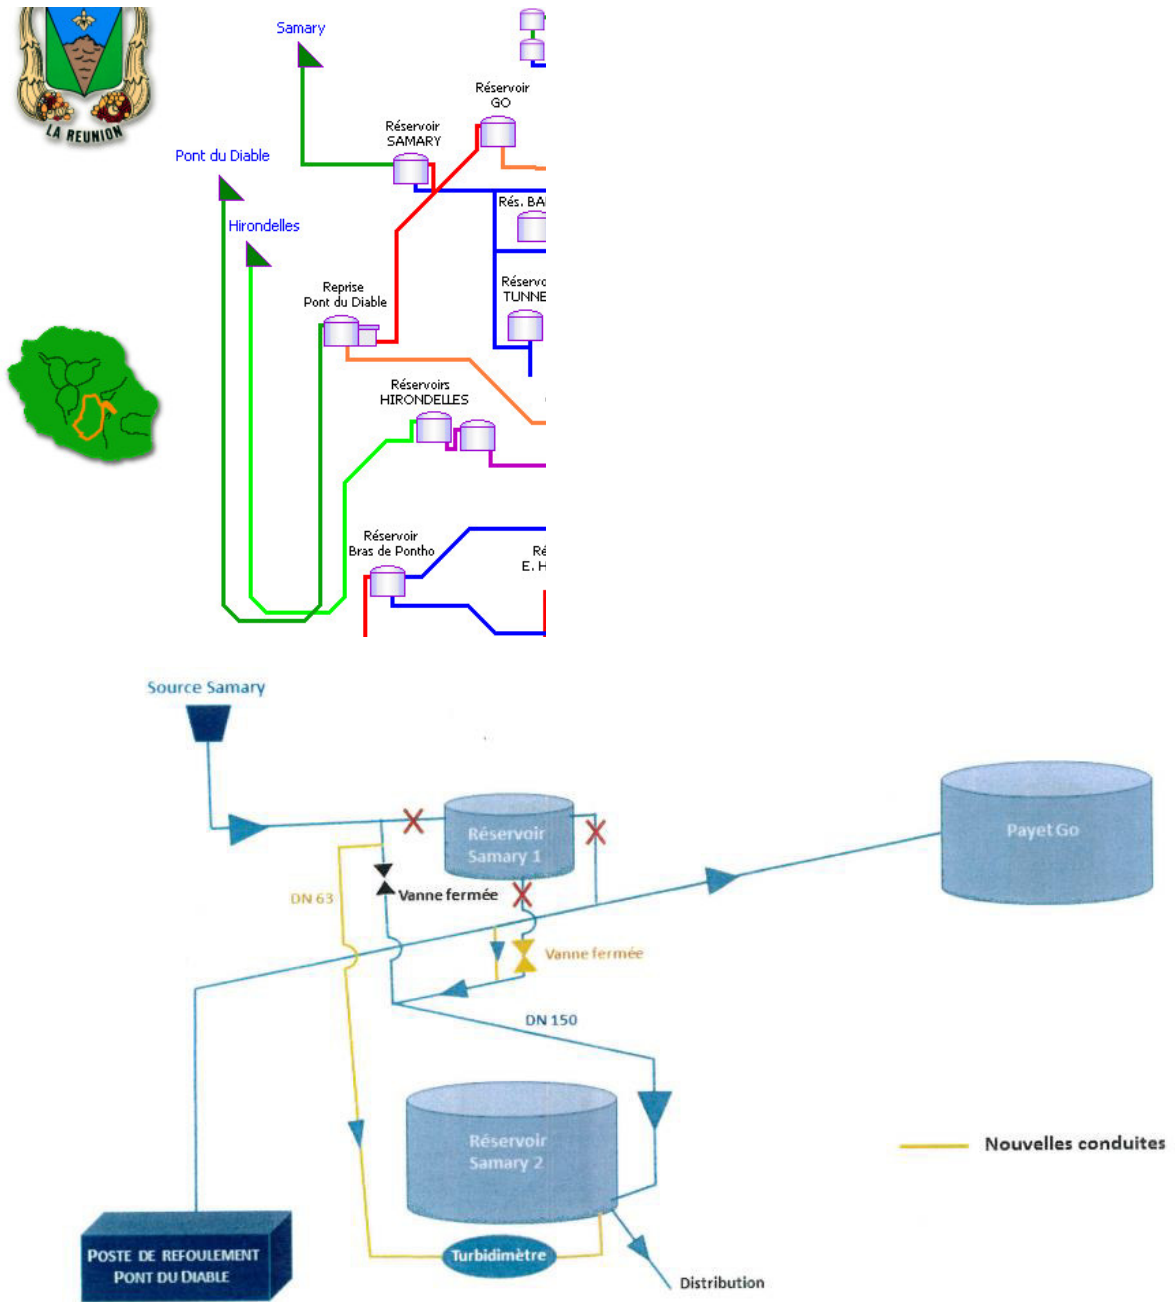 LA REUNION
Samary
Réservoir
GO
Réservoir
SAMARY
Pont du Diable
Hirondelles
Rés.
Reprise
Pont du Diable
Réservoirs
HIRONDELLES
Réservoir
Bras de Pontho
E. H
Source Samary
Réservoir
Samary 1
Payet Go
DN 63
Vanne fermée
Vanne fermée
DN 150
Réservoir
Samary 2
Nouvelles conduites
POSTE DE REFOULEMENT
PONT DU DIABLE
Turbidimètre
Distribution